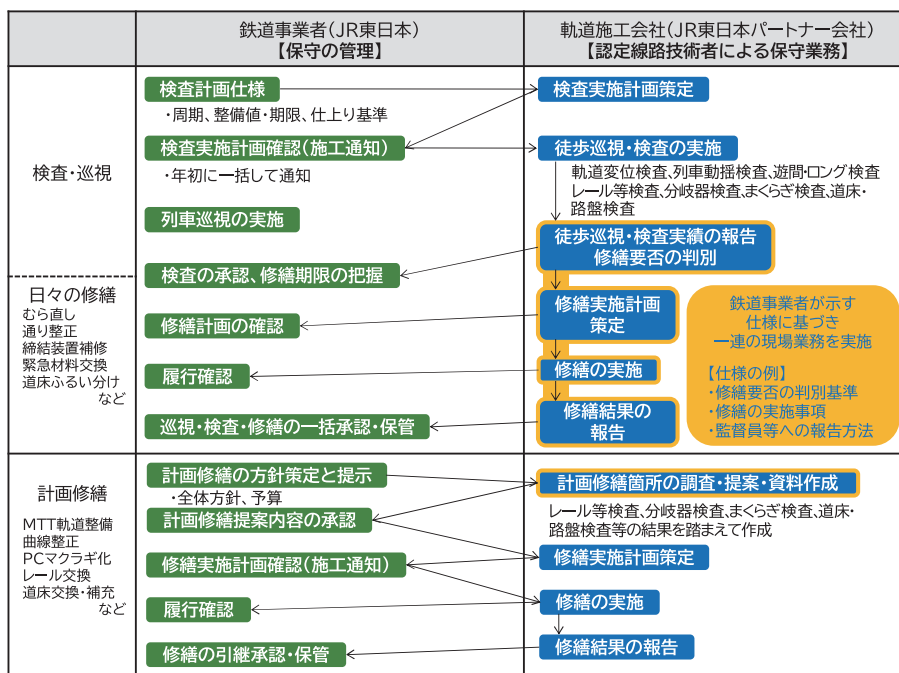 鉄道事業者(JR東日本)
【保守の管理】
軌道施工会社(JR東日本パートナー会社)
【認定線路技術者による保守業務】
検査・巡視
検査計画仕様
・周期、整備値・期限、仕上り基準
検査実施計画策定
検査実施計画確認(施工通知)
・年初に一括して通知
徒歩巡視・検査の実施
軌道変位検査、列車動揺検査、遊間・ロング検査
レール等検査、分岐器検査、まくらぎ検査、道床・
路盤検査
列車巡視の実施
徒歩巡視・検査実績の報告
修繕要否の判別
検査の承認、修繕期限の把握
日々の修繕
むら直し
通り整正
締結装置補修
緊急材料交換
道床ふるい分け
など
修繕計画の確認
修繕実施計画
策定
履行確認
修繕の実施
巡視・検査・修繕の一括承認・保管
修繕結果の
報告
鉄道事業者が示す
仕様に基づき
一連の現場業務を実施
【仕様の例】
・修繕要否の判別基準
・修繕の実施事項
・監督員等への報告方法
計画修繕
MTT軌道整備
曲線整正
PCマクラギ化
レール交換
道床交換・補充
など
計画修繕の方針策定と提示
・全体方針、予算
計画修繕箇所の調査・提案・資料作成
レール等検査、分岐器検査、まくらぎ検査、道床・
路盤検査等の結果を踏まえて作成
計画修繕提案内容の承認
修繕実施計画策定
修繕実施計画確認(施工通知)
修繕の実施
履行確認
修繕結果の報告
修繕の引継承認・保管